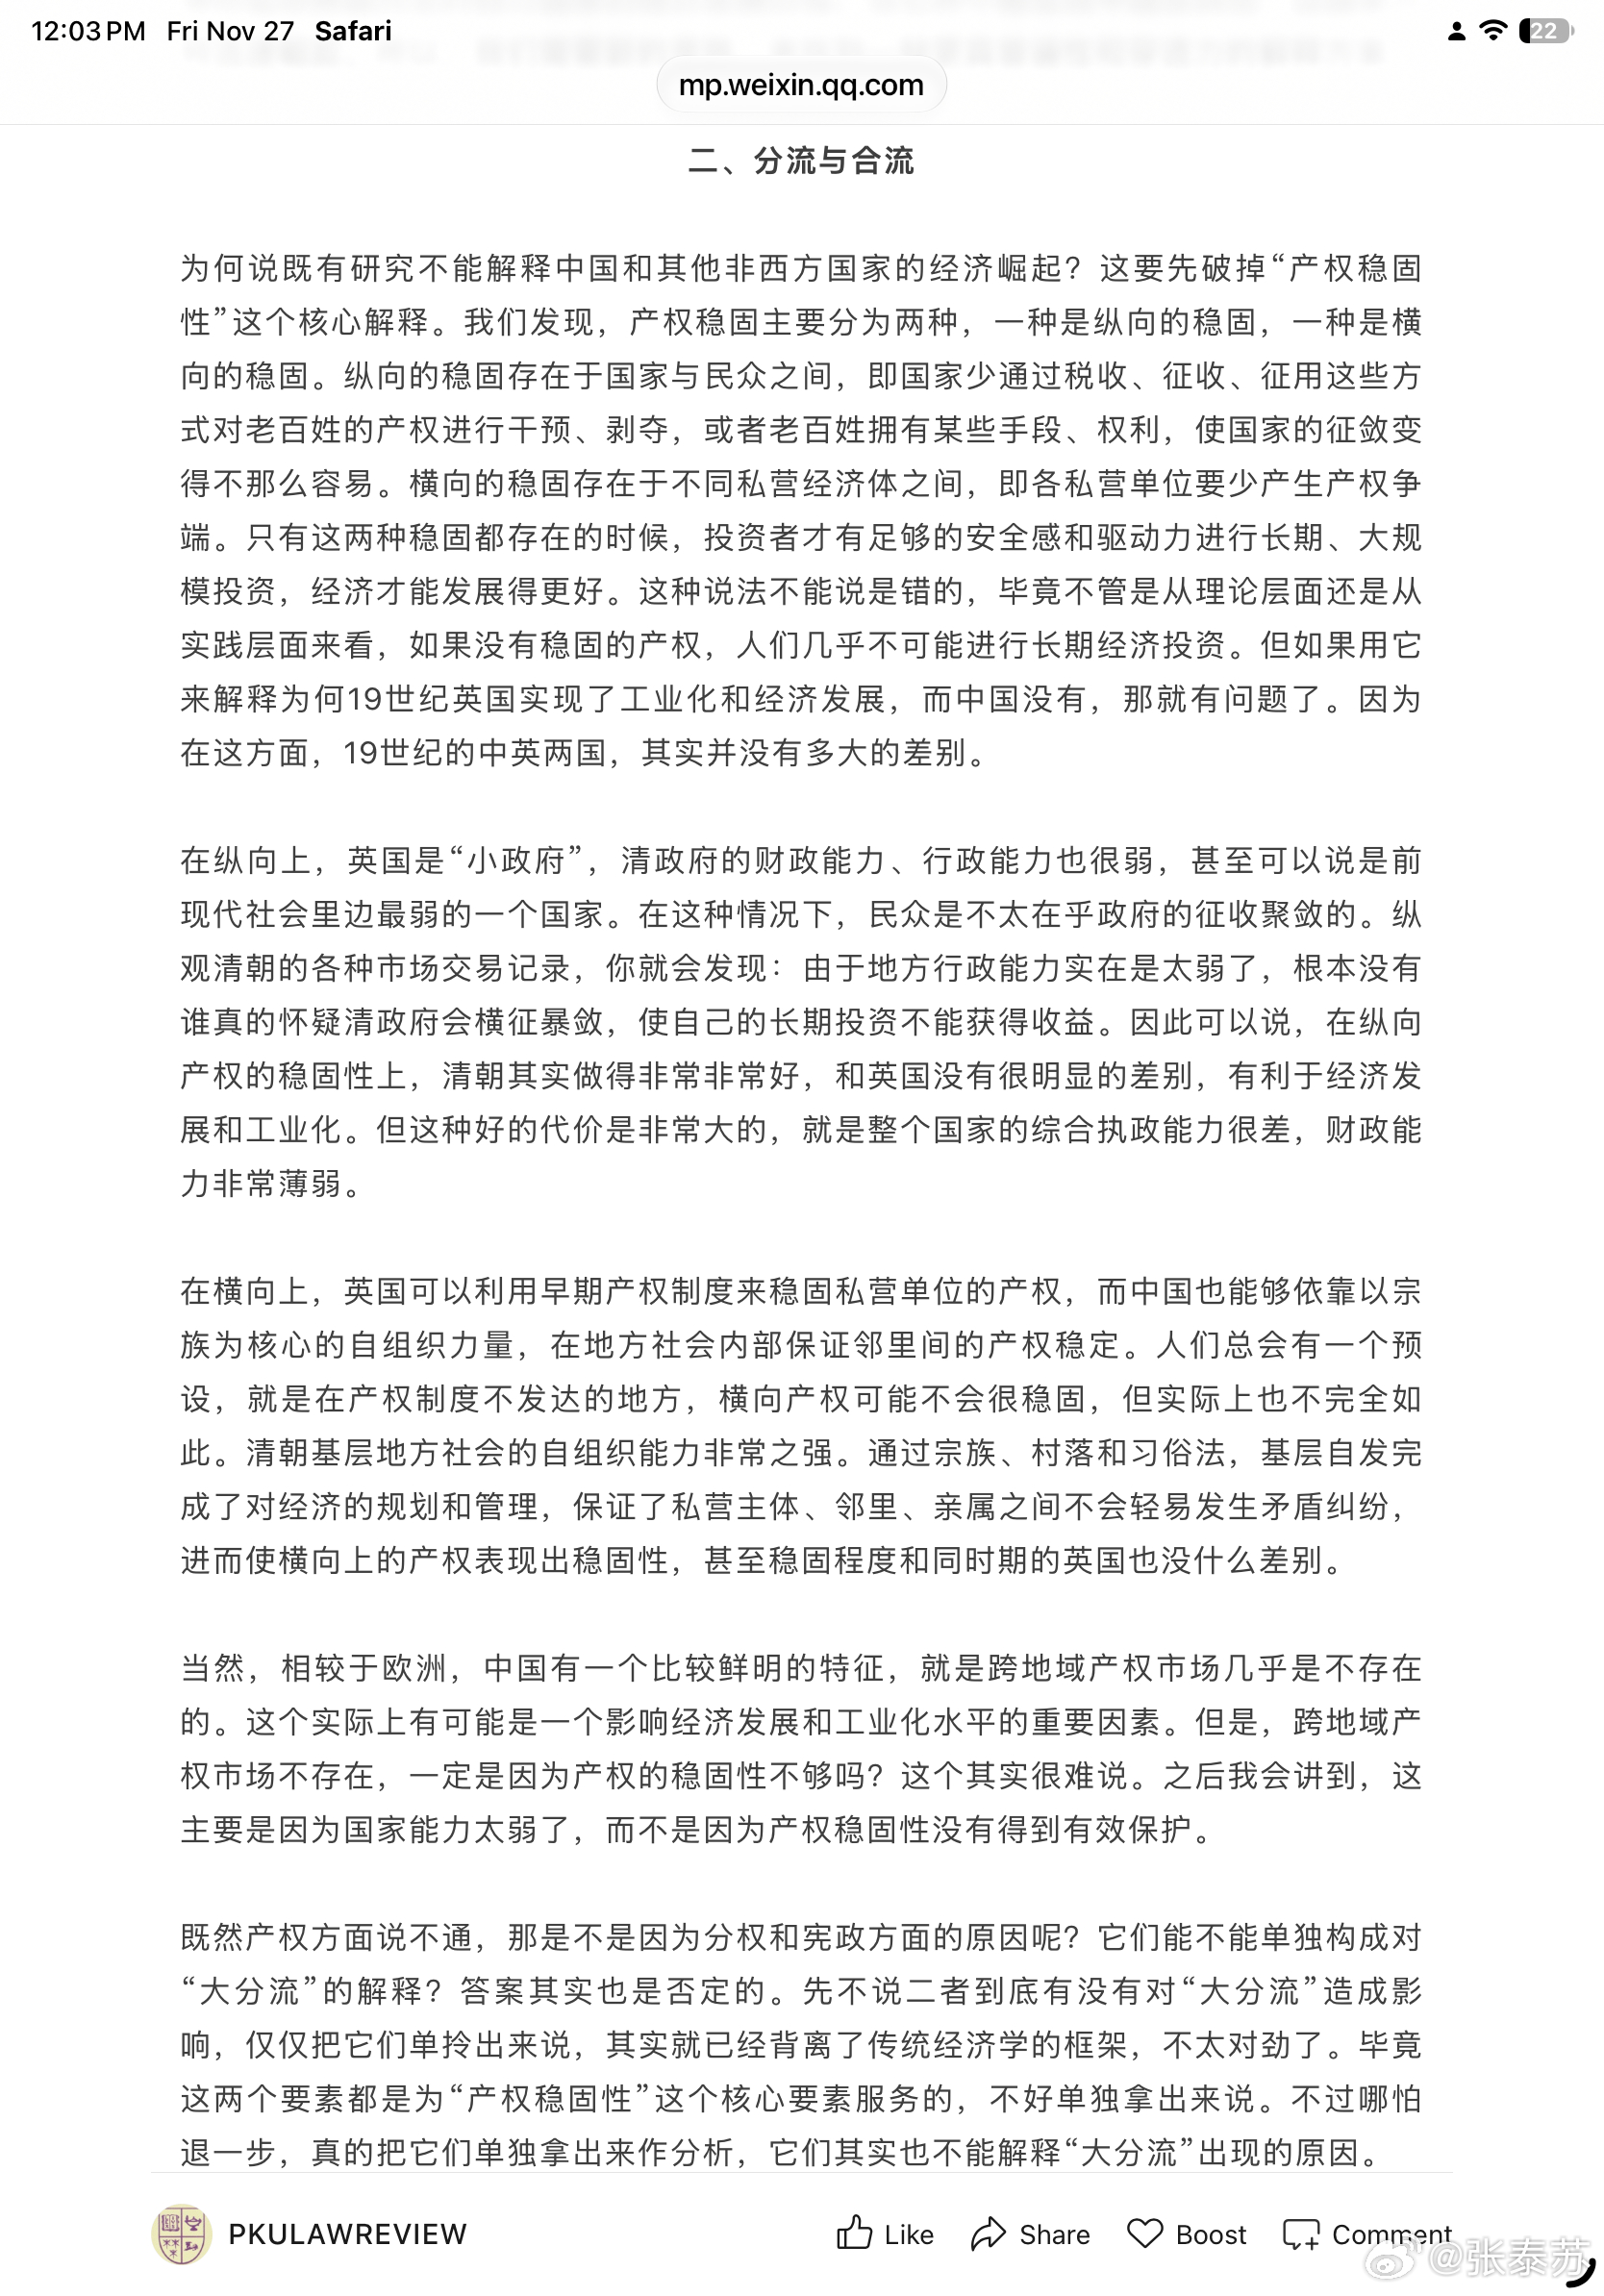 12:03 PM Fri Nov 27 Safari
22
mp.weixin.qq.com
二、分流与合流
为何说既有研究不能解释中国和其他非西方国家的经济崛起？这要先破掉“产权稳固
性”这个核心解释。我们发现，产权稳固主要分为两种，一种是纵向的稳固，一种是横
向的稳固。纵向的稳固存在于国家与民众之间，即国家少通过税收、征收、征用这些方
式对老百姓的产权进行干预、剥夺，或者老百姓拥有某些手段、权利，使国家的征敛变
得不那么容易。横向的稳固存在于不同私营经济体之间，即各私营单位要少产生产权争
端。只有这两种稳固都存在的时候，投资者才有足够的安全感和驱动力进行长期、大规
模投资，经济才能发展得更好。这种说法不能说是错的，毕竟不管是从理论层面还是从
实践层面来看，如果没有稳固的产权，人们几乎不可能进行长期经济投资。但如果用它
来解释为何19世纪英国实现了工业化和经济发展，而中国没有，那就有问题了。因为
在这方面，19世纪的中英两国，其实并没有多大的差别。
在纵向上，英国是“小政府”，清政府的财政能力、行政能力也很弱，甚至可以说是前
现代社会里边最弱的一个国家。在这种情况下，民众是不太在乎政府的征收聚敛的。纵
观清朝的各种市场交易记录，你就会发现：由于地方行政能力实在是太弱了，根本没有
谁真的怀疑清政府会横征暴敛，使自己的长期投资不能获得收益。因此可以说，在纵向
产权的稳固性上，清朝其实做得非常非常好，和英国没有很明显的差别，有利于经济发
展和工业化。但这种好的代价是非常大的，就是整个国家的综合执政能力很差，财政能
力非常薄弱。
在横向上，英国可以利用早期产权制度来稳固私营单位的产权，而中国也能够依靠以宗
族为核心的自组织力量，在地方社会内部保证邻里间的产权稳定。人们总会有一个预
设，就是在产权制度不发达的地方，横向产权可能不会很稳固，但实际上也不完全如
此。清朝基层地方社会的自组织能力非常之强。通过宗族、村落和习俗法，基层自发完
成了对经济的规划和管理，保证了私营主体、邻里、亲属之间不会轻易发生矛盾纠纷，
进而使横向上的产权表现出稳固性，甚至稳固程度和同时期的英国也没什么差别。
当然，相较于欧洲，中国有一个比较鲜明的特征，就是跨地域产权市场几乎是不存在
的。这个实际上有可能是一个影响经济发展和工业化水平的重要因素。但是，跨地域产
权市场不存在，一定是因为产权的稳固性不够吗？这个其实很难说。之后我会讲到，这
主要是因为国家能力太弱了，而不是因为产权稳固性没有得到有效保护。
既然产权方面说不通，那是不是因为分权和宪政方面的原因呢？它们能不能单独构成对
“大分流”的解释？答案其实也是否定的。先不说二者到底有没有对“大分流”造成影
响，仅仅把它们单拎出来说，其实就已经背离了传统经济学的框架，不太对劲了。毕竟
这两个要素都是为“产权稳固性”这个核心要素服务的，不好单独拿出来说。不过哪怕
退一步，真的把它们单独拿出来作分析，它们其实也不能解释“大分流”出现的原因。
PKULAWREVIEW Like Share Boost Comment
@张泰苏